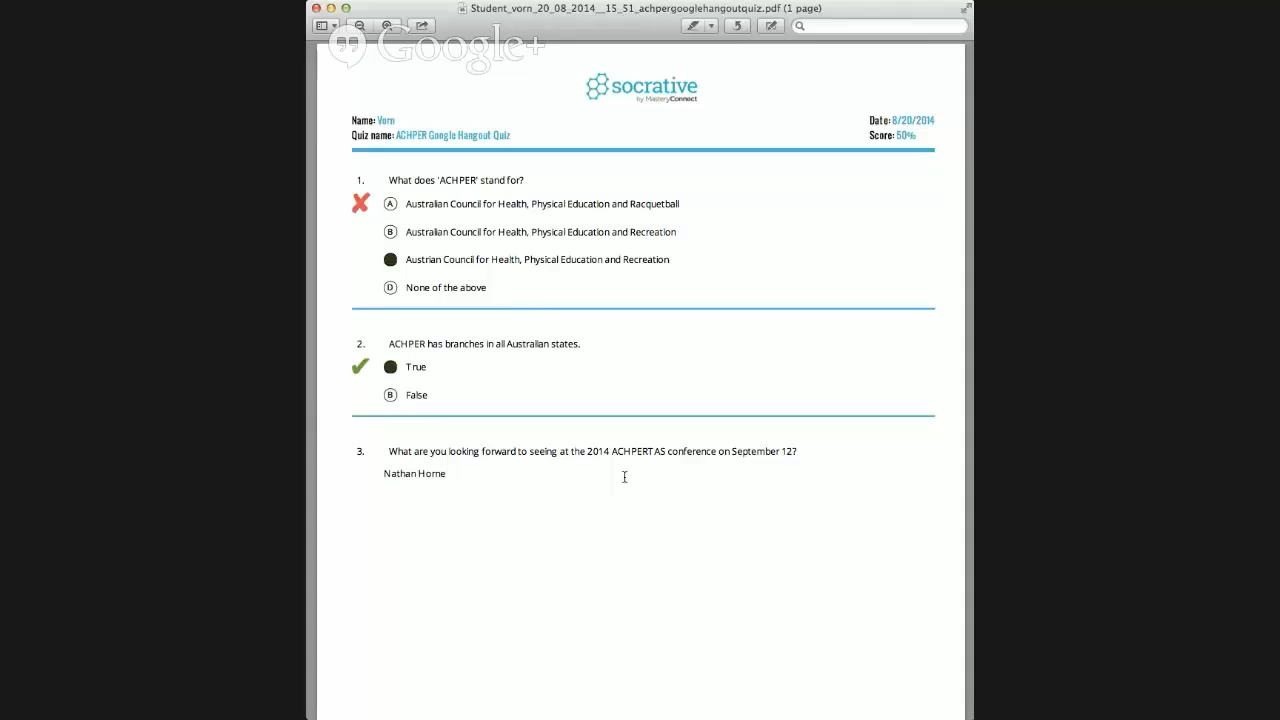 Student_vorn_20_08_2014__15_51_achpergooglehangoutquiz.pdf (1 page)
Google+
socrative
by MasteryConnect
Name: Vorn
Date: 8/20/2014
Quiz name: ACHPER Google Hangout Quiz
Score: 50%
1. What does 'ACHPER' stand for?
A Australian Council for Health, Physical Education and Racquetball
B Australian Council for Health, Physical Education and Recreation
Austrian Council for Health, Physical Education and Recreation
D None of the above
2. ACHPER has branches in all Australian states.
True
B False
3. What are you looking forward to seeing at the 2014 ACHPERTAS conference on September 12?
Nathan Horne